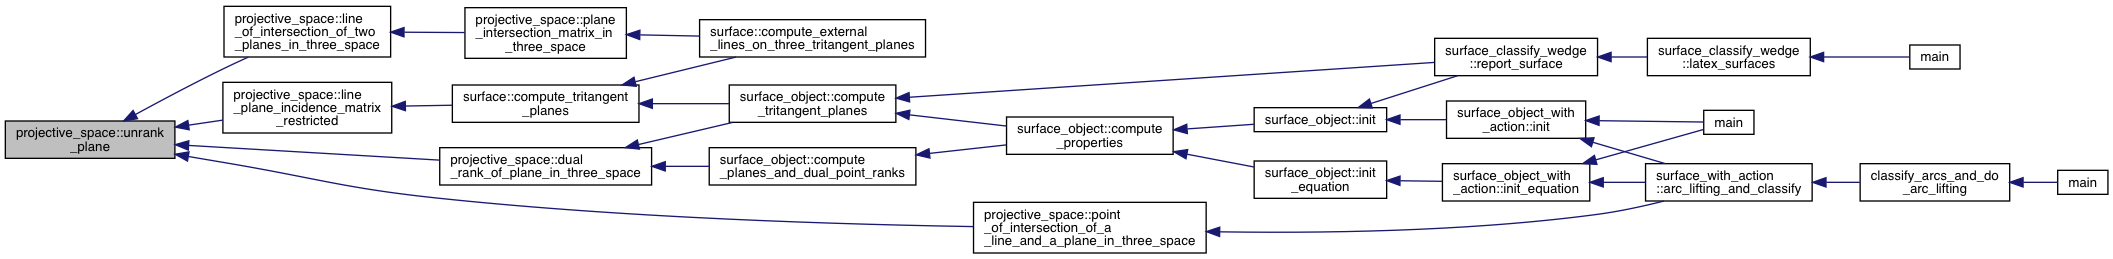 projective_space::unrank
_plane
projective_space::line
_of_intersection_of_two
_planes_in_three_space
projective_space::line
_plane_incidence_matrix
_restricted
projective_space::plane
_intersection_matrix_in
_three_space
surface::compute_tritangent
_planes
projective_space::dual
_rank_of_plane_in_three_space
surface::compute_external
_lines_on_three_tritangent_planes
surface_object::compute
_tritangent_planes
surface_object::compute
_planes_and_dual_point_ranks
projective_space::point
_of_intersection_of_a
_line_and_a_plane_in_three_space
surface_object::compute
_properties
surface_object::init
surface_object::init
_equation
surface_classify_wedge
::report_surface
surface_object_with
_action::init
surface_object_with
_action::init_equation
surface_classify_wedge
::latex_surfaces
main
surface_with_action
::arc_lifting_and_classify
main
classify_arcs_and_do
_arc_lifting
main